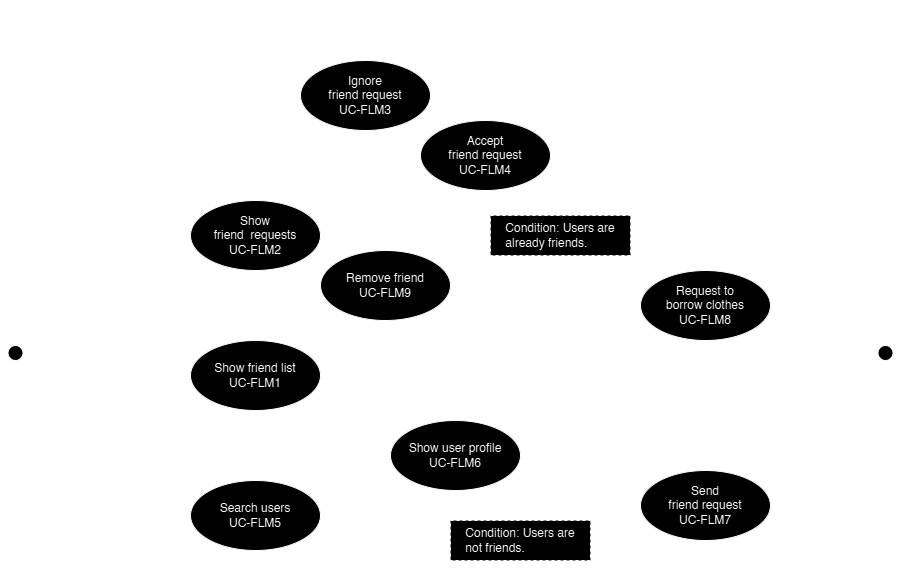 Ignore
friend request
UC-FLM3
Accept
friend request
UC-FLM4
Show
friend  requests
UC-FLM2
Condition: Users are
already friends.
Remove friend
UC-FLM9
Request to
borrow clothes
UC-FLM8
Show friend list
UC-FLM1
Show user profile
UC-FLM6
Search users
UC-FLM5
Send
friend request
UC-FLM7
Condition: Users are
not friends.